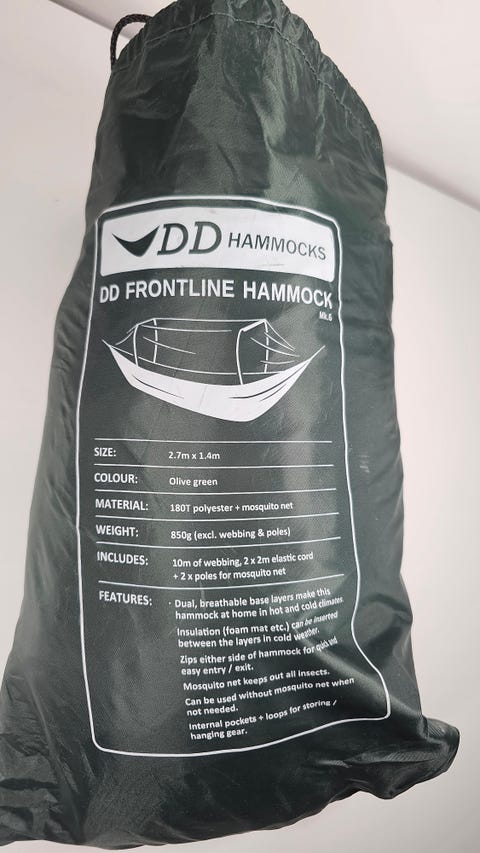 DD HAMMOCKS
DD FRONTLINE HAMMOCK
Mk.6
SIZE: 2.7m x 1.4m
COLOUR: Olive green
MATERIAL: 180T polyester + mosquito net
WEIGHT: 850g (excl. webbing & poles)
INCLUDES: 10m of webbing, 2 x 2m elastic cord
+ 2 x poles for mosquito net
FEATURES: · Dual, breathable base layers make this
hammock at home in hot and cold climates.
Insulation (foam mat etc.) can be inserted
between the layers in cold weather.
Zips either side of hammock for quick and
easy entry / exit.
Mosquito net keeps out all insects.
Can be used without mosquito net when
not needed.
Internal pockets + loops for storing /
hanging gear.